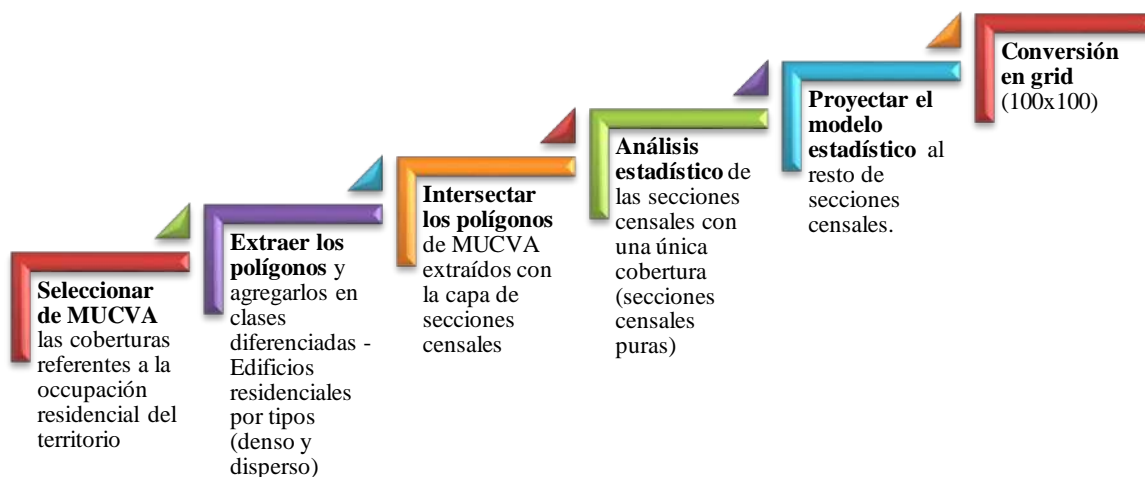 Seleccionar
de MUCVA
las coberturas
referentes a la
occupación
residencial del
territorio
Extraer los
polígonos y
agregarlos en
clases
diferenciadas -
Edificios
residenciales
por tipos
(denso y
disperso)
Intersectar
los polígonos
de MUCVA
extraídos con
la capa de
secciones
censales
Análisis
estadístico de
las secciones
censales con
una única
cobertura
(secciones
censales
puras)
Proyectar el
modelo
estadístico al
resto de
secciones
censales.
Conversión
en grid
(100x100)